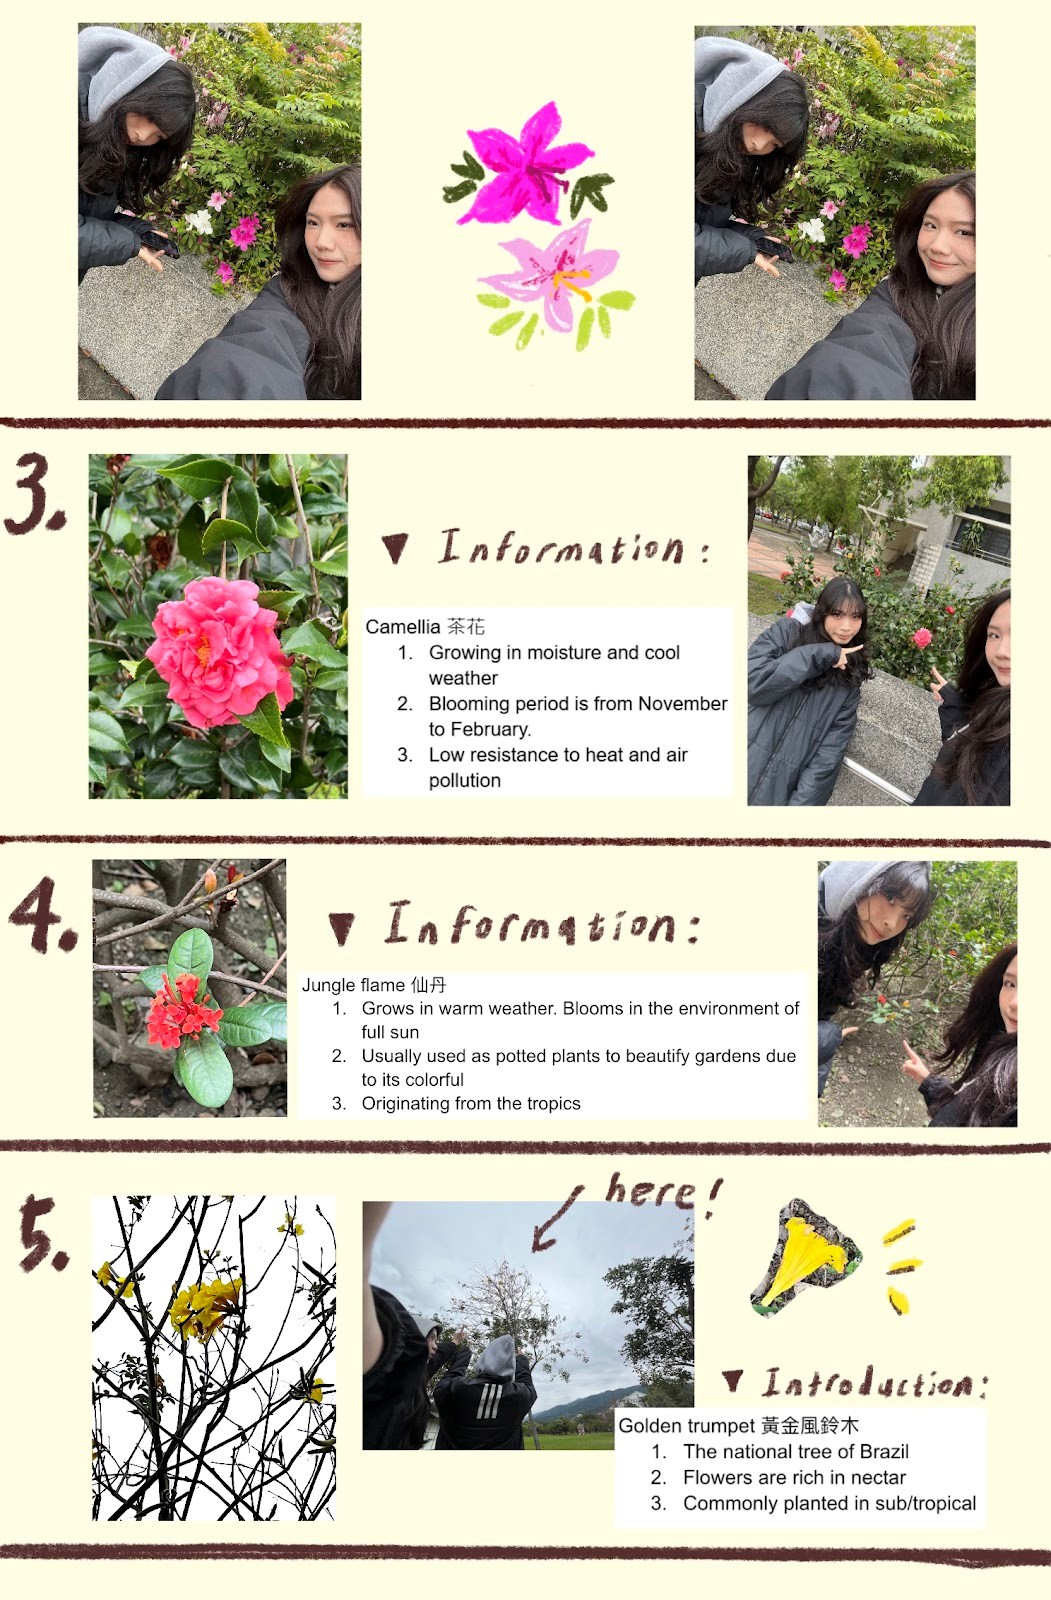 3.
▼ Information:
Camellia 茶花
1. Growing in moisture and cool
weather
2. Blooming period is from November
to February.
3. Low resistance to heat and air
pollution
4.
▼ Information:
Jungle flame 仙丹
1. Grows in warm weather. Blooms in the environment of
full sun
2. Usually used as potted plants to beautify gardens due
to its colorful
3. Originating from the tropics
5.
here!
▼ Introduction:
Golden trumpet 黃金風鈴木
1. The national tree of Brazil
2. Flowers are rich in nectar
3. Commonly planted in sub/tropical